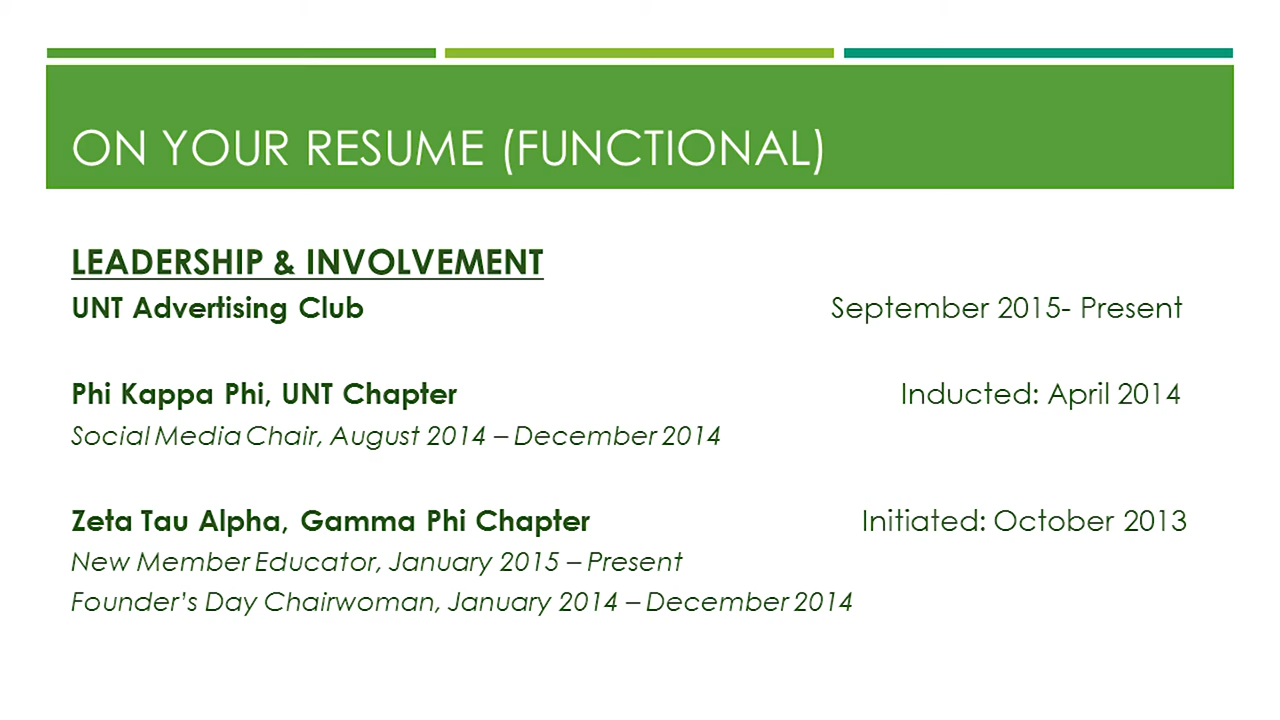 ON YOUR RESUME (FUNCTIONAL)
LEADERSHIP & INVOLVEMENT
UNT Advertising Club September 2015- Present
Phi Kappa Phi, UNT Chapter Inducted: April 2014
Social Media Chair, August 2014 – December 2014
Zeta Tau Alpha, Gamma Phi Chapter Initiated: October 2013
New Member Educator, January 2015 – Present
Founder’s Day Chairwoman, January 2014 – December 2014